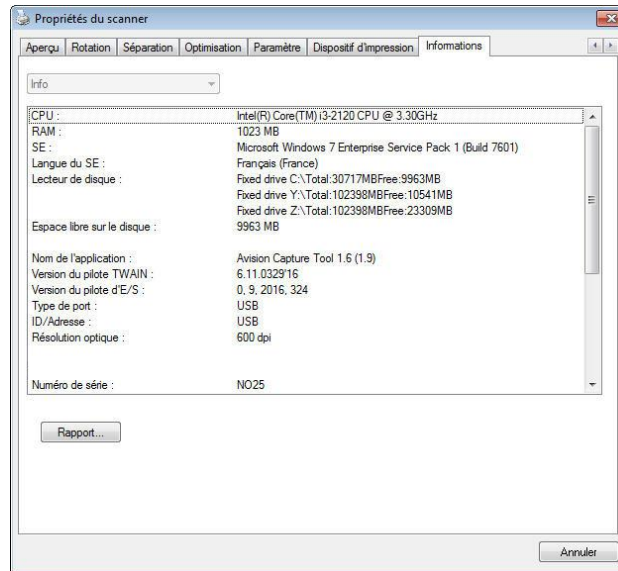 Propriétés du scanner
Aperçu Rotation Séparation Optimisation Paramètre Dispositif d'impression Informations
Info
CPU : Intel(R) Core(TM) i3-2120 CPU @ 3.30GHz
RAM : 1023 MB
SE : Microsoft Windows 7 Enterprise Service Pack 1 (Build 7601)
Langue du SE : Français (France)
Lecteur de disque : Fixed drive C:\Total:30717MBFree:9963MB
Fixed drive Y:\Total:102398MBFree:10541MB
Fixed drive Z:\Total:102398MBFree:23309MB
Espace libre sur le disque : 9963 MB
Nom de l'application : Avision Capture Tool 1.6 (1.9)
Version du pilote TWAIN : 6.11.0329'16
Version du pilote d'E/S : 0, 9, 2016, 324
Type de port : USB
ID/Adresse : USB
Résolution optique : 600 dpi
Numéro de série : NO25
Rapport...
Annuler